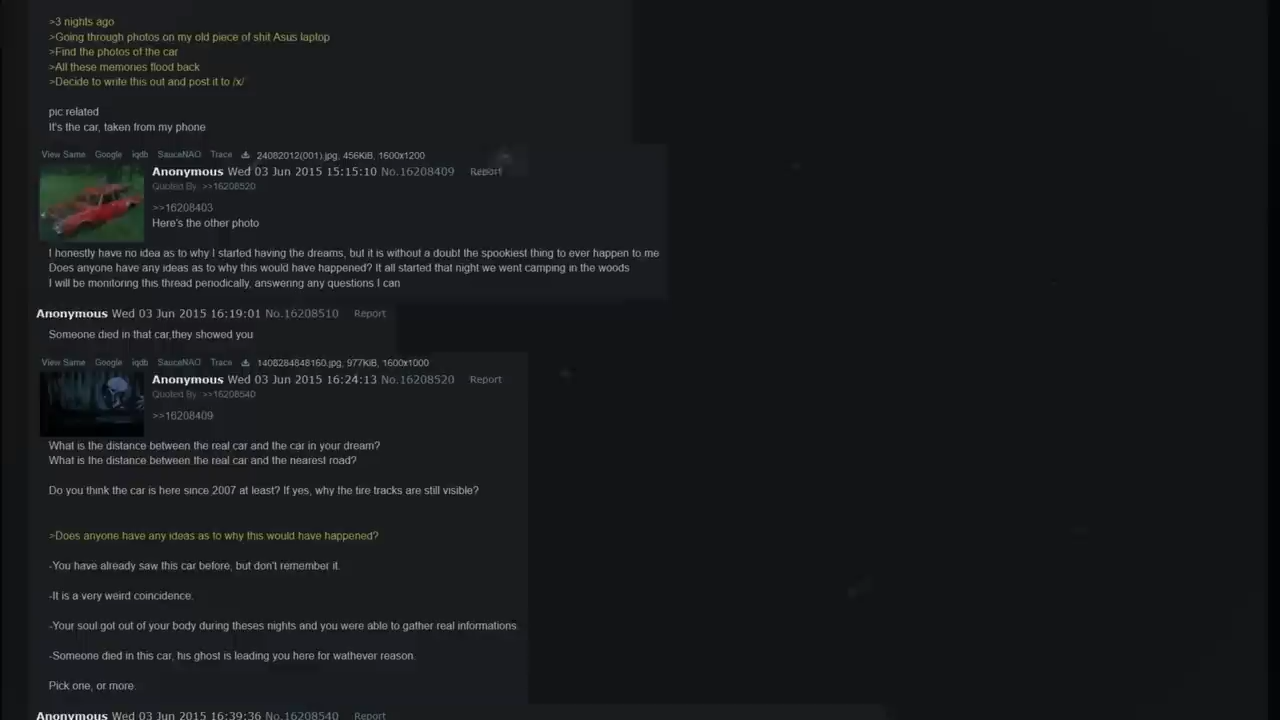 >3 nights ago
>Going through photos on my old piece of shit Asus laptop
>Find the photos of the car
>All these memories flood back
>Decide to write this out and post it to /x/
pic related
It's the car, taken from my phone
View Same Google iqdb SauceNAO Trace 24082012(001).jpg, 456KiB, 1600x1200
Anonymous Wed 03 Jun 2015 15:15:10 No.16208409 Report
Quoted By: >>16208520
>>16208403
Here's the other photo
I honestly have no idea as to why I started having the dreams, but it is without a doubt the spookiest thing to ever happen to me
Does anyone have any ideas as to why this would have happened? It all started that night we went camping in the woods
I will be monitoring this thread periodically, answering any questions I can
Anonymous Wed 03 Jun 2015 16:19:01 No.16208510 Report
Someone died in that car,they showed you
View Same Google iqdb SauceNAO Trace 1408284848160.jpg, 977KiB, 1600x1000
Anonymous Wed 03 Jun 2015 16:24:13 No.16208520 Report
Quoted By: >>16208540
>>16208409
What is the distance between the real car and the car in your dream?
What is the distance between the real car and the nearest road?
Do you think the car is here since 2007 at least? If yes, why the tire tracks are still visible?
>Does anyone have any ideas as to why this would have happened?
-You have already saw this car before, but don't remember it.
-It is a very weird coincidence.
-Your soul got out of your body during theses nights and you were able to gather real informations.
-Someone died in this car, his ghost is leading you here for wathever reason.
Pick one, or more.
Anonymous Wed 03 Jun 2015 16:39:36 No.16208540 Report